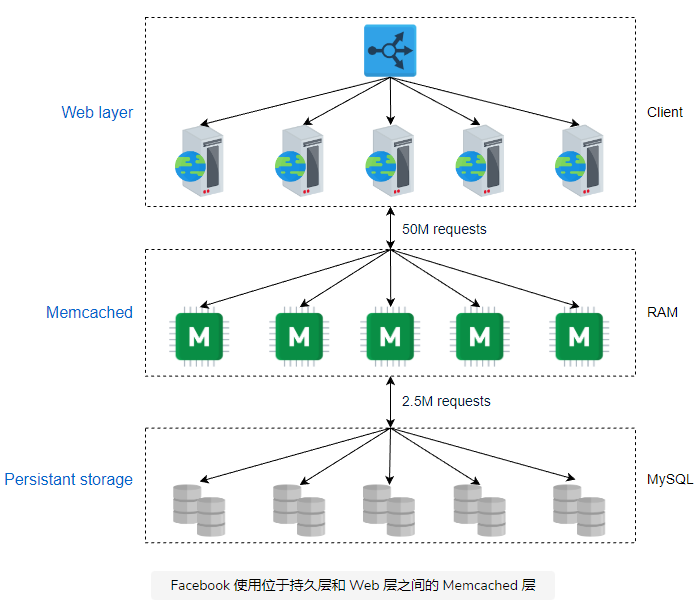 Web layer
Client
50M requests
Memcached
RAM
M
M
M
M
M
2.5M requests
Persistant storage
MySQL
Facebook 使用位于持久层和 Web 层之间的 Memcached 层